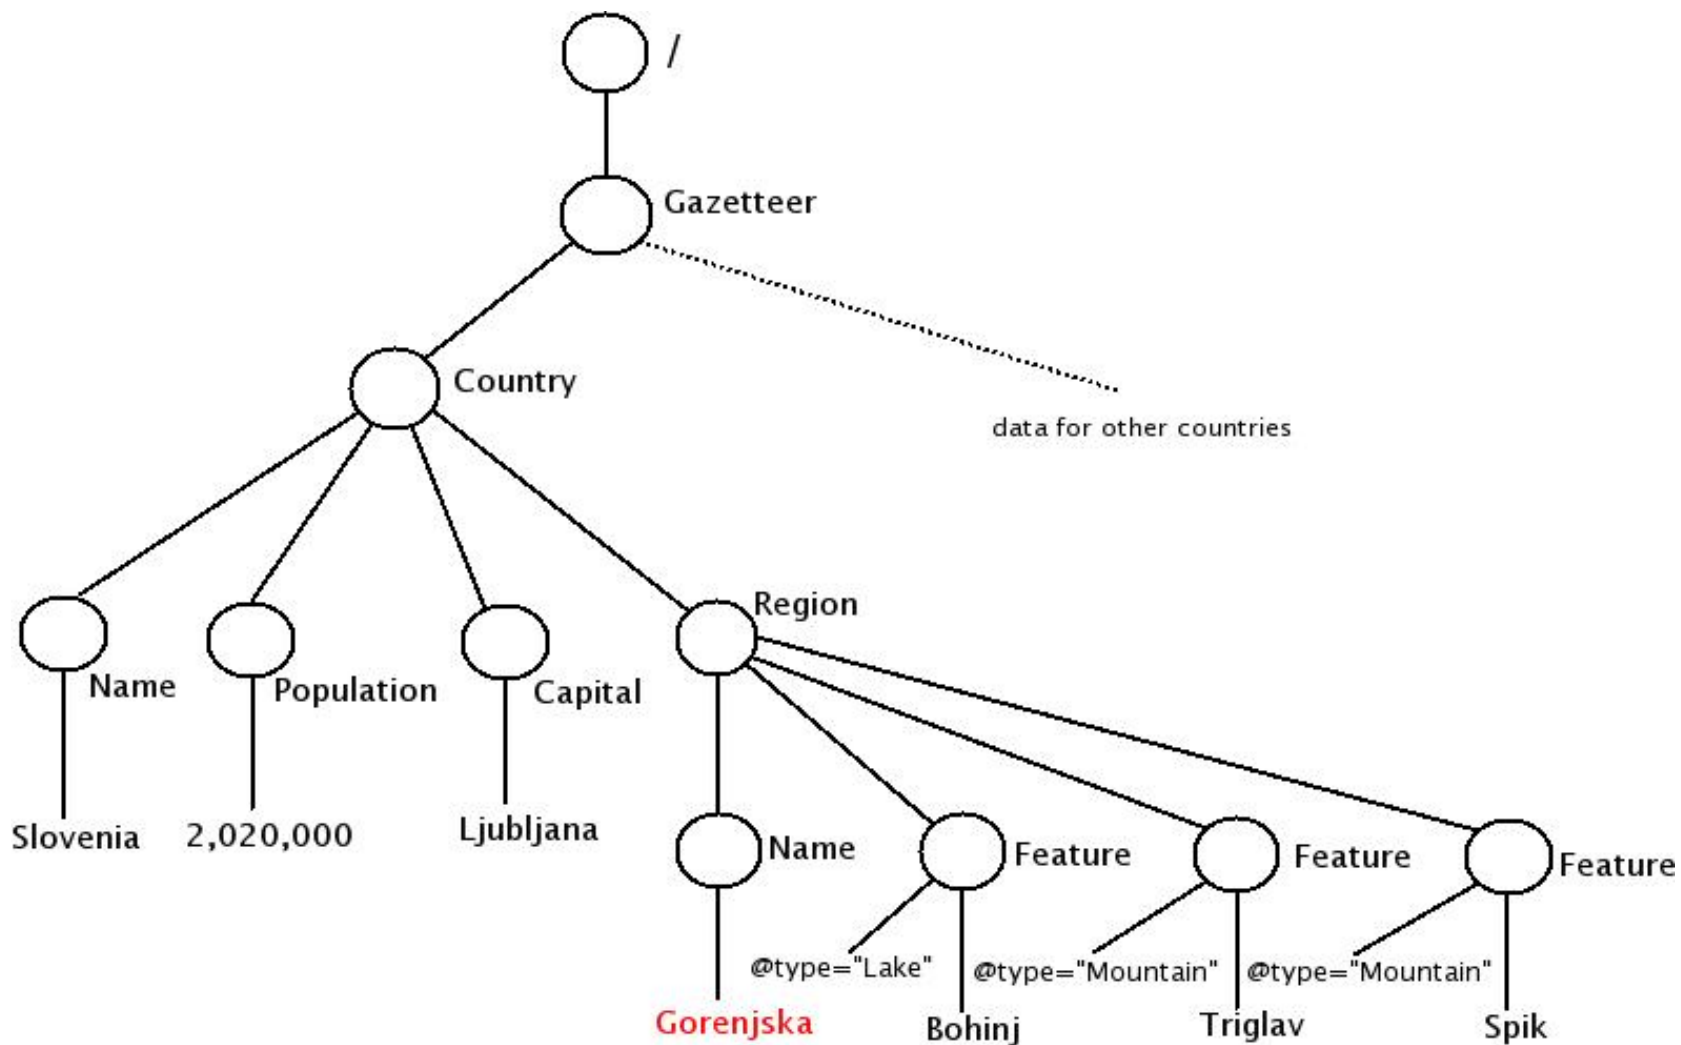 /
Gazetteer
Country
data for other countries
Region
Name
Population
Capital
Slovenia
2,020,000
Ljubljana
Name
Feature
Feature
Feature
@type="Lake"
@type="Mountain"
@type="Mountain"
Gorenjska
Bohinj
Triglav
Spik